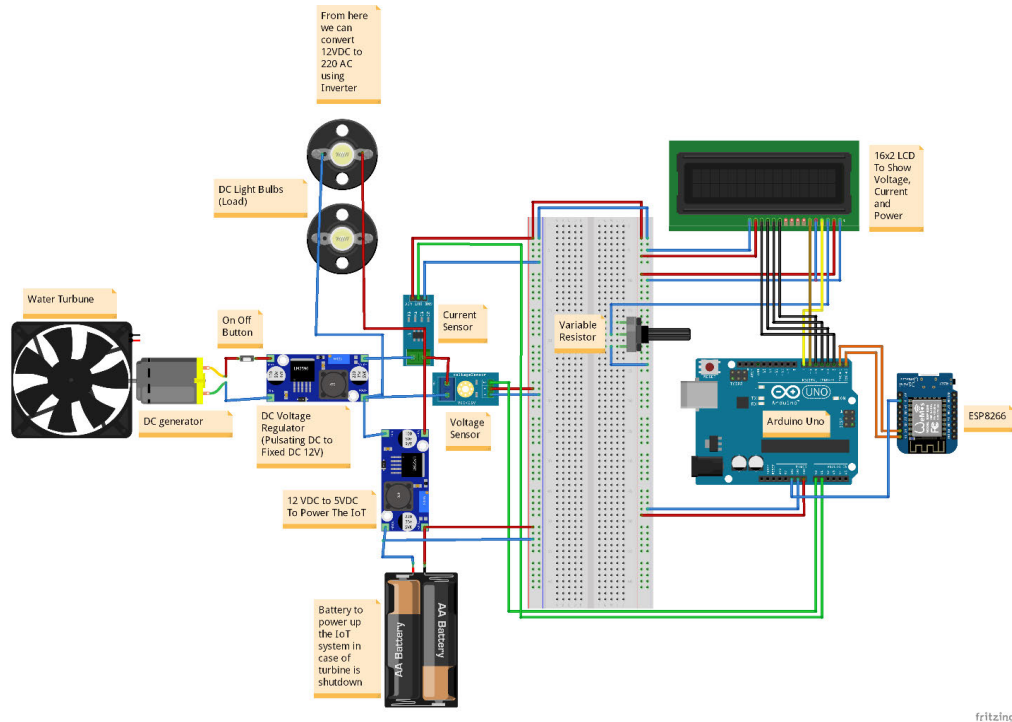 From here
we can
convert
12VDC to
220 AC
using
Inverter
DC Light Bulbs
(Load)
16x2 LCD
To Show
Voltage,
Current
and
Power
Water Turbune
On Off
Button
Current
Sensor
Variable
Resistor
DC generator
DC Voltage
Regulator
(Pulsating DC to
Fixed DC 12V)
voltageSensor
Voltage
Sensor
UNO
Arduino
Arduino Uno
ESP8266
12 VDC to 5VDC
To Power The IoT
Battery to
power up
the IoT
system in
case of
turbine is
shutdown
AA Battery
AA Battery
fritzing